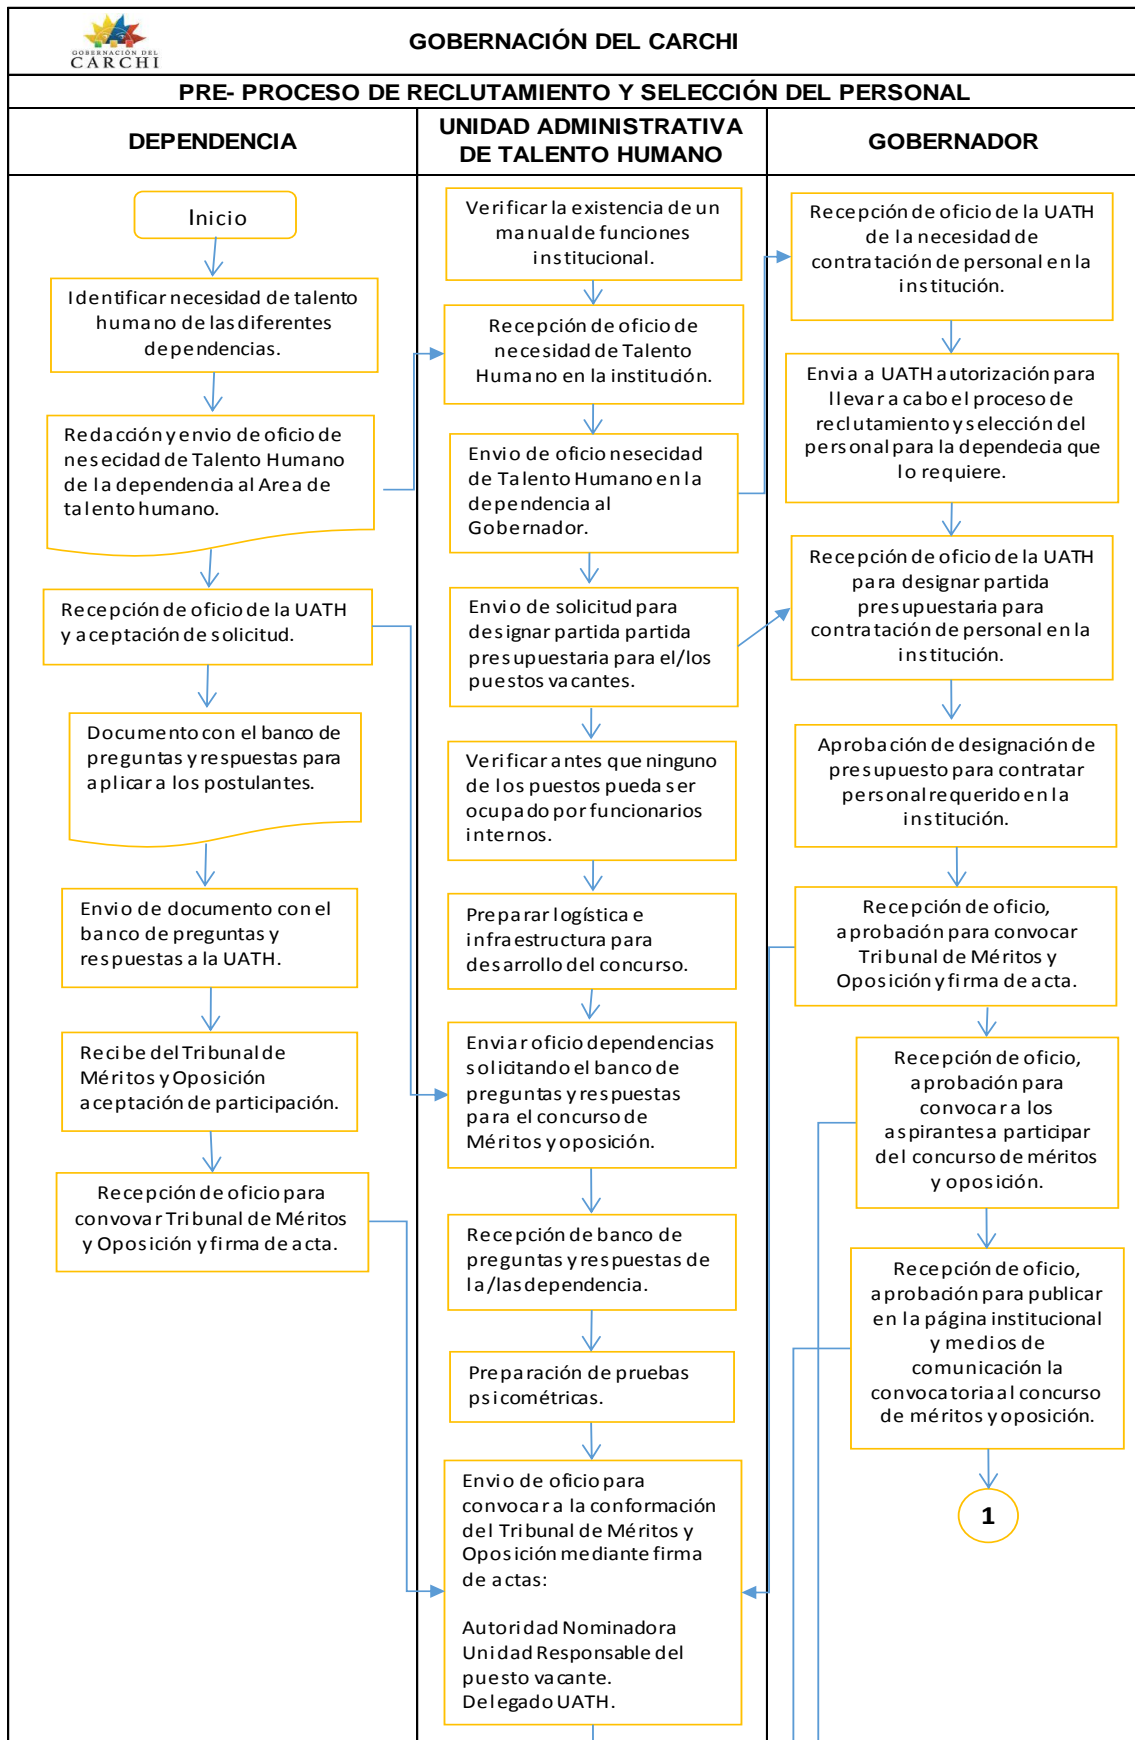 GOBERNACIÓN DEL
CARCHI
GOBERNACIÓN DEL CARCHI
PRE- PROCESO DE RECLUTAMIENTO Y SELECCIÓN DEL PERSONAL
DEPENDENCIA
UNIDAD ADMINISTRATIVA
DE TALENTO HUMANO
GOBERNADOR
Inicio
Identificar necesidad de talento
humano de las diferentes
dependencias.
Redacción y envio de oficio de
nesecidad de Talento Humano
de la dependencia al Area de
talento humano.
Recepción de oficio de la UATH
y aceptación de solicitud.
Documento con el banco de
preguntas y respuestas para
aplicar a los postulantes.
Envio de documento con el
banco de preguntas y
respuestas a la UATH.
Recibe del Tribunal de
Méritos y Oposición
aceptación de participación.
Recepción de oficio para
convovar Tribunal de Méritos
y Oposición y firma de acta.
Verificar la existencia de un
manual de funciones
institucional.
Recepción de oficio de
necesidad de Talento
Humano en la institución.
Envio de oficio nesecidad
de Talento Humano en la
dependencia al
Gobernador.
Envio de solicitud para
designar partida partida
presupuestaria para el/los
puestos vacantes.
Verificar antes que ninguno
de los puestos pueda ser
ocupado por funcionarios
internos.
Preparar logística e
infraestructura para
desarrollo del concurso.
Enviar oficio dependencias
solicitando el banco de
preguntas y respuestas
para el concurso de
Méritos y oposición.
Recepción de banco de
preguntas y respuestas de
la/las dependencia.
Preparación de pruebas
psicométricas.
Envio de oficio para
convocar a la conformación
del Tribunal de Méritos y
Oposición mediante firma
de actas:
Autoridad Nominadora
Unidad Responsable del
puesto vacante.
Delegado UATH.
Recepción de oficio de la UATH
de la necesidad de
contratación de personal en la
institución.
Envia a UATH autorización para
llevar a cabo el proceso de
reclutamiento y selección del
personal para la dependecia que
lo requiere.
Recepción de oficio de la UATH
para designar partida
presupuestaria para
contratación de personal en la
institución.
Aprobación de designación de
presupuesto para contratar
personal requerido en la
institución.
Recepción de oficio,
aprobación para convocar
Tribunal de Méritos y
Oposición y firma de acta.
Recepción de oficio,
aprobación para
convocar a los
aspirantes a participar
del concurso de méritos
y oposición.
Recepción de oficio,
aprobación para publicar
en la página institucional
y medios de
comunicación la
convocatoria al concurso
de méritos y oposición.
1